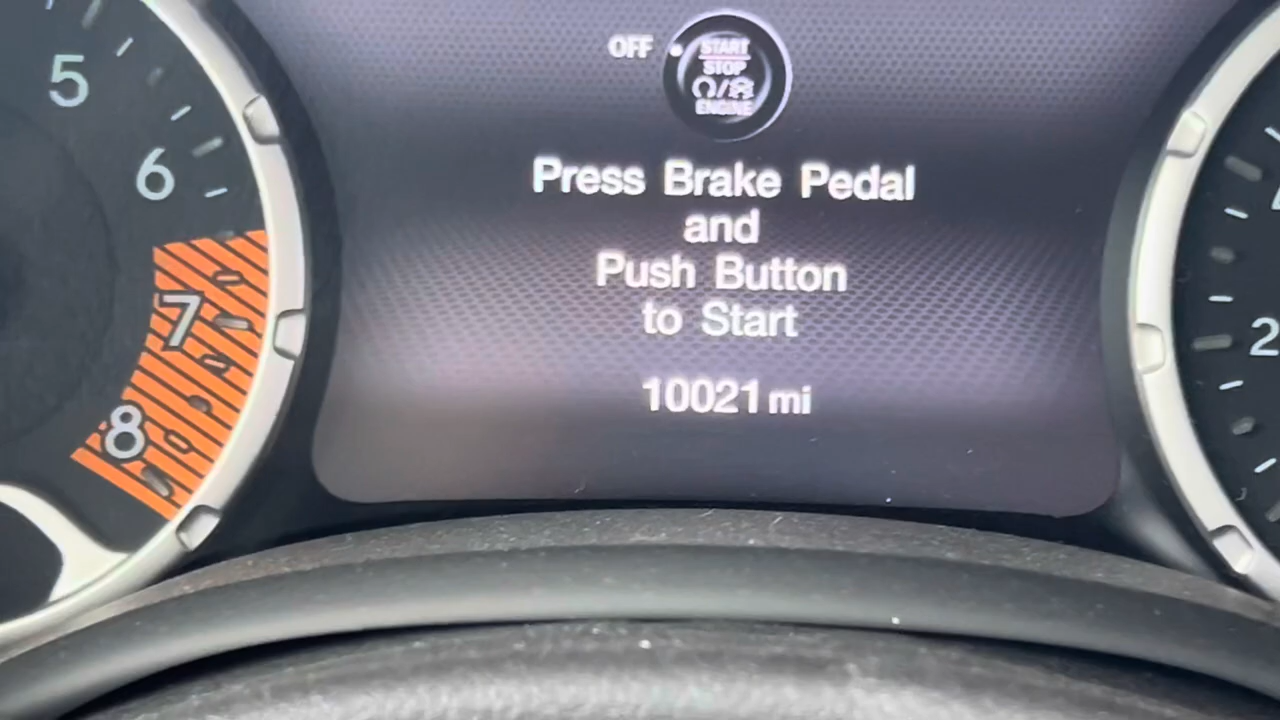 OFF
START
STOP
ENGINE
Press Brake Pedal
and
Push Button
to Start
10021 mi
5
6
7
8
2